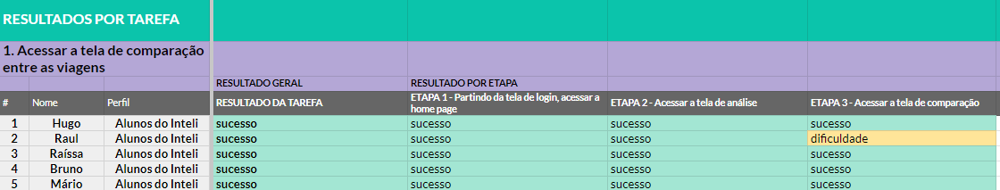 RESULTADOS POR TAREFA
1. Acessar a tela de comparação
entre as viagens
RESULTADO GERAL RESULTADO POR ETAPA
# Nome Perfil RESULTADO DA TAREFA ETAPA 1 - Partindo da tela de login, acessar a
home page ETAPA 2 - Acessar a tela de análise ETAPA 3 - Acessar a tela de comparação
1 Hugo Alunos do Inteli sucesso sucesso sucesso sucesso
2 Raul Alunos do Inteli sucesso sucesso sucesso dificuldade
3 Raíssa Alunos do Inteli sucesso sucesso sucesso sucesso
4 Bruno Alunos do Inteli sucesso sucesso sucesso sucesso
5 Mário Alunos do Inteli sucesso sucesso sucesso sucesso